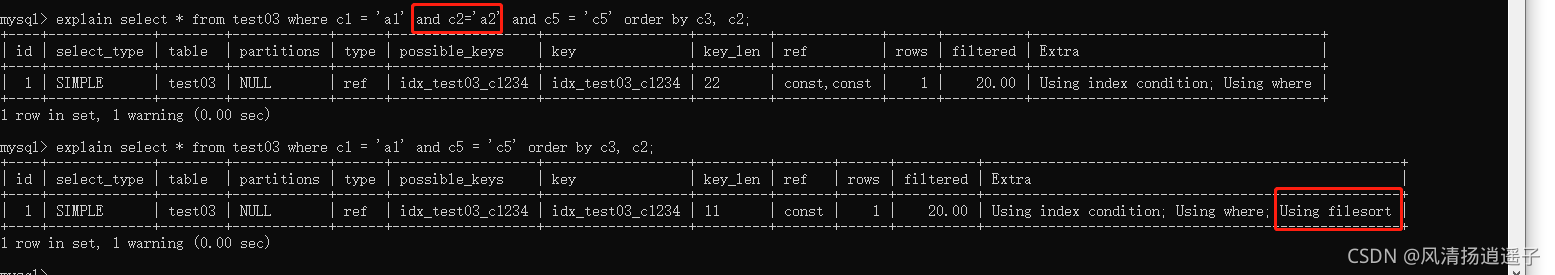 mysql> explain select * from test03 where c1 = 'a1' and c2='a2' and c5 = 'c5' order by c3, c2;
+----+-------------+--------+------------+------+------------------+------------------+---------+-------------+------+----------+------------------------------------+
| id | select_type | table | partitions | type | possible_keys | key | key_len | ref | rows | filtered | Extra |
+----+-------------+--------+------------+------+------------------+------------------+---------+-------------+------+----------+------------------------------------+
| 1 | SIMPLE | test03 | NULL | ref | idx_test03_c1234 | idx_test03_c1234 | 22 | const,const | 1 | 20.00 | Using index condition; Using where |
+----+-------------+--------+------------+------+------------------+------------------+---------+-------------+------+----------+------------------------------------+
1 row in set, 1 warning (0.00 sec)
mysql> explain select * from test03 where c1 = 'a1' and c5 = 'c5' order by c3, c2;
+----+-------------+--------+------------+------+------------------+------------------+---------+-------+------+----------+----------------------------------------------------+
| id | select_type | table | partitions | type | possible_keys | key | key_len | ref | rows | filtered | Extra |
+----+-------------+--------+------------+------+------------------+------------------+---------+-------+------+----------+----------------------------------------------------+
| 1 | SIMPLE | test03 | NULL | ref | idx_test03_c1234 | idx_test03_c1234 | 11 | const | 1 | 20.00 | Using index condition; Using where; Using filesort |
+----+-------------+--------+------------+------+------------------+------------------+---------+-------+------+----------+----------------------------------------------------+
1 row in set, 1 warning (0.00 sec)
mysql>
CSDN @风清扬逍遥子